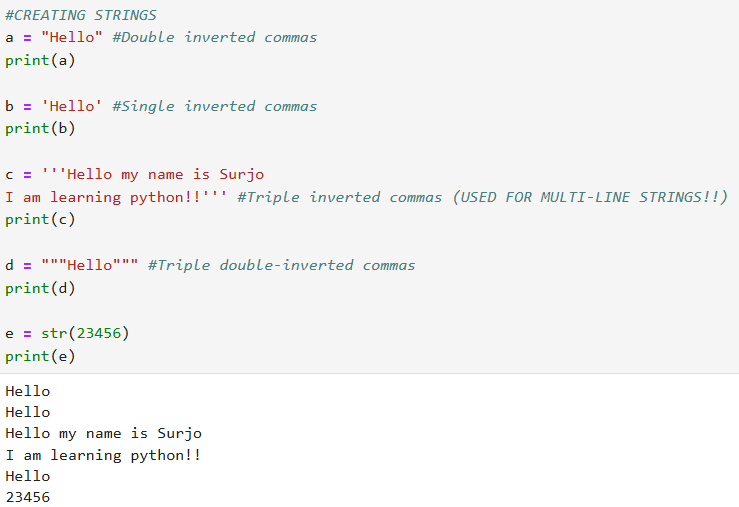 #CREATING STRINGS
a = "Hello" #Double inverted commas
print(a)
b = 'Hello' #Single inverted commas
print(b)
c = '''Hello my name is Surjo
I am learning python!!''' #Triple inverted commas (USED FOR MULTI-LINE STRINGS!!)
print(c)
d = """Hello""" #Triple double-inverted commas
print(d)
e = str(23456)
print(e)
Hello
Hello
Hello my name is Surjo
I am learning python!!
Hello
23456